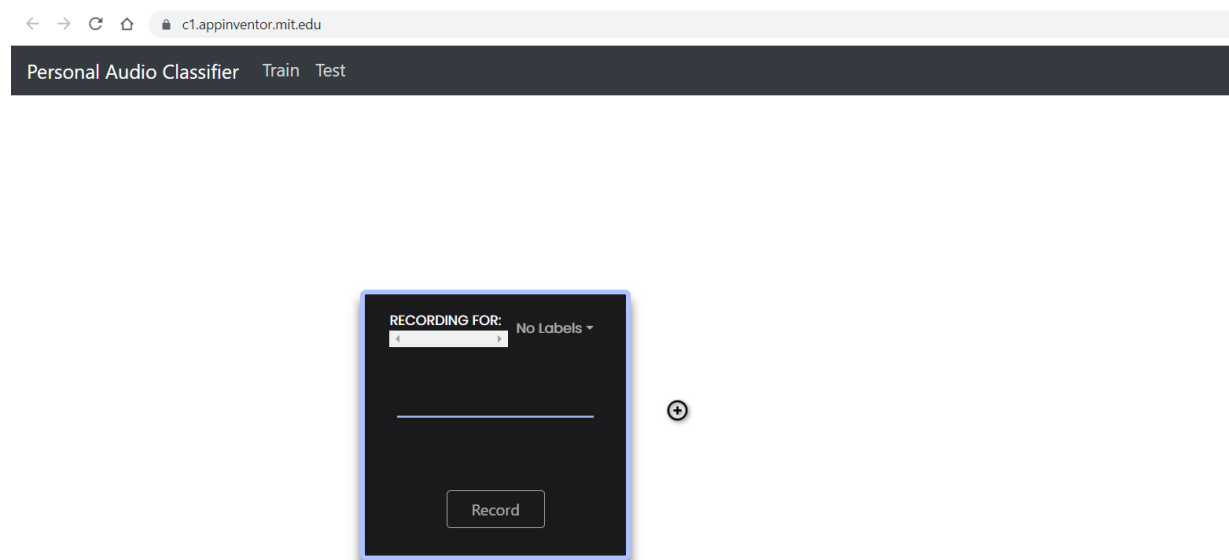 c1.appinventor.mit.edu
Personal Audio Classifier Train Test
RECORDING FOR: No Labels
Record